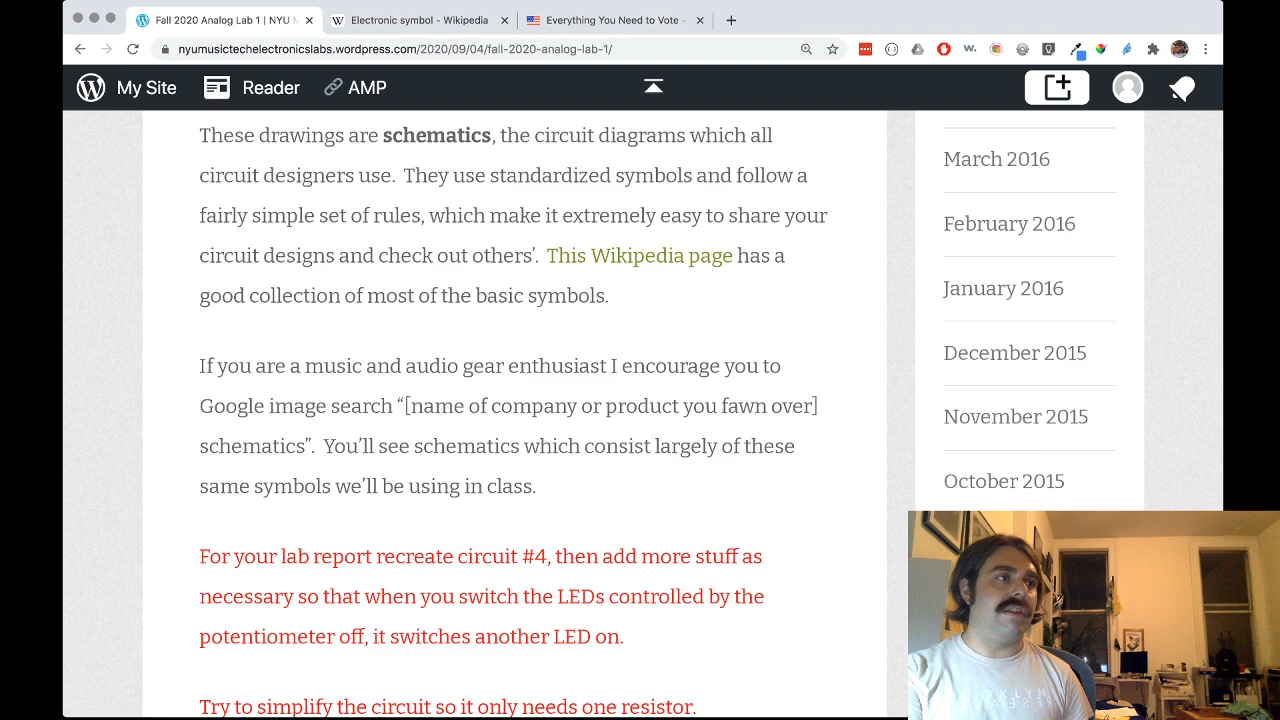 Fall 2020 Analog Lab 1 | NYU M
Electronic symbol - Wikipedia
Everything You Need to Vote -
nyumusictechelectronicslabs.wordpress.com/2020/09/04/fall-2020-analog-lab-1/
My Site
Reader
AMP
These drawings are schematics, the circuit diagrams which all
circuit designers use. They use standardized symbols and follow a
fairly simple set of rules, which make it extremely easy to share your
circuit designs and check out others’. This Wikipedia page has a
good collection of most of the basic symbols.
If you are a music and audio gear enthusiast I encourage you to
Google image search “[name of company or product you fawn over]
schematics”. You’ll see schematics which consist largely of these
same symbols we’ll be using in class.
For your lab report recreate circuit #4, then add more stuff as
necessary so that when you switch the LEDs controlled by the
potentiometer off, it switches another LED on.
Try to simplify the circuit so it only needs one resistor.
March 2016
February 2016
January 2016
December 2015
November 2015
October 2015